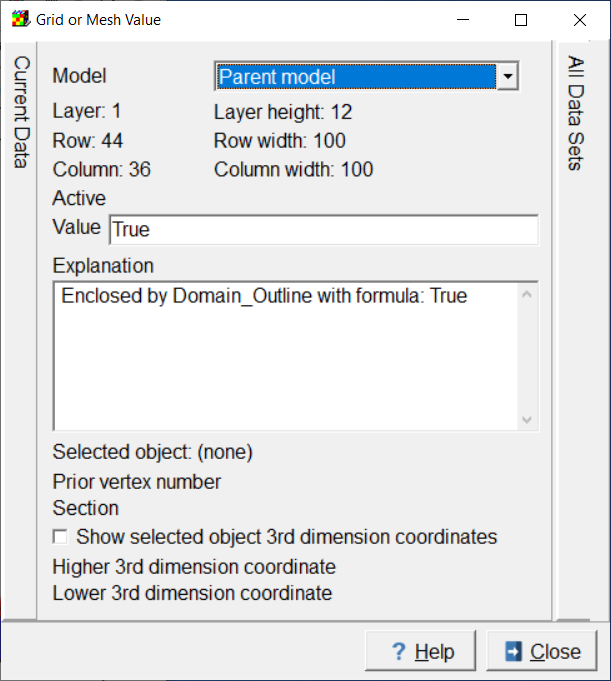 Grid or Mesh Value
Current Data
All Data Sets
Model
Parent model
Layer: 1
Layer height: 12
Row: 44
Row width: 100
Column: 36
Column width: 100
Active
Value
True
Explanation
Enclosed by Domain_Outline with formula: True
Selected object: (none)
Prior vertex number
Section
Show selected object 3rd dimension coordinates
Higher 3rd dimension coordinate
Lower 3rd dimension coordinate
? Help
Close